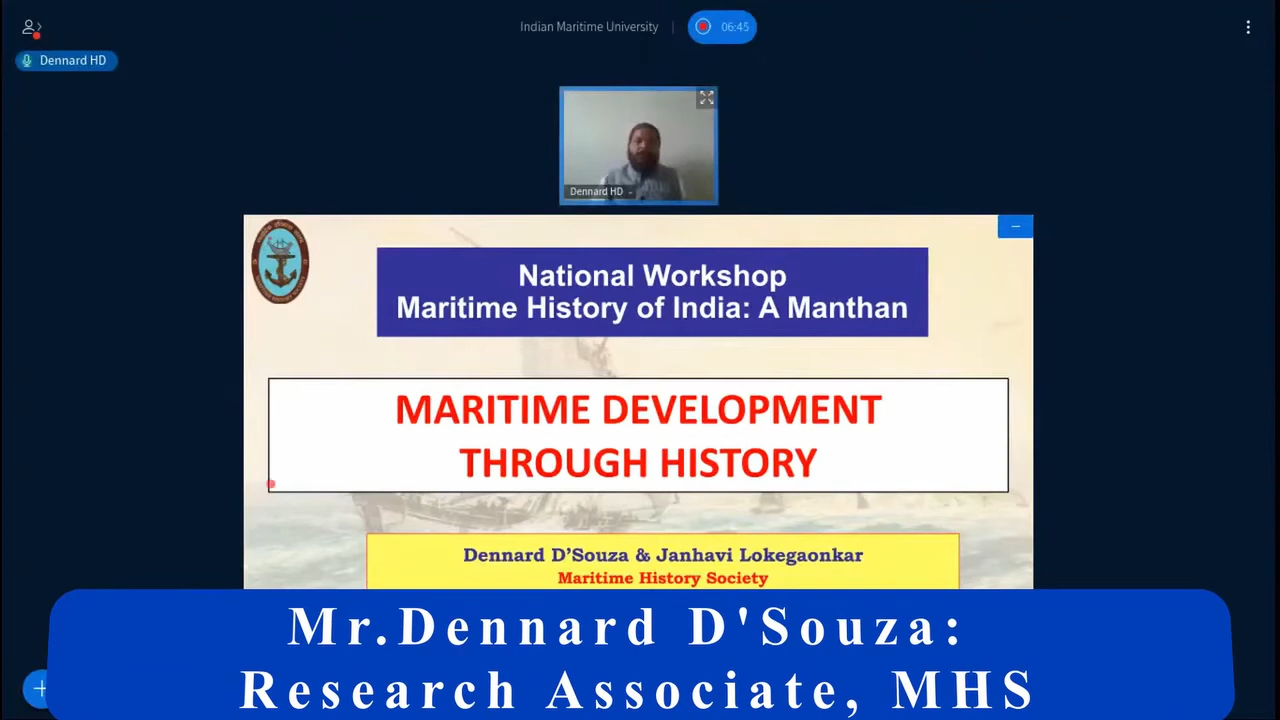 Indian Maritime University
06:45
Dennard HD
Dennard HD
National Workshop
Maritime History of India: A Manthan
MARITIME DEVELOPMENT
THROUGH HISTORY
Dennard D'Souza & Janhavi Lokegaonkar
Maritime History Society
Mr.Dennard D'Souza:
Research Associate, MHS